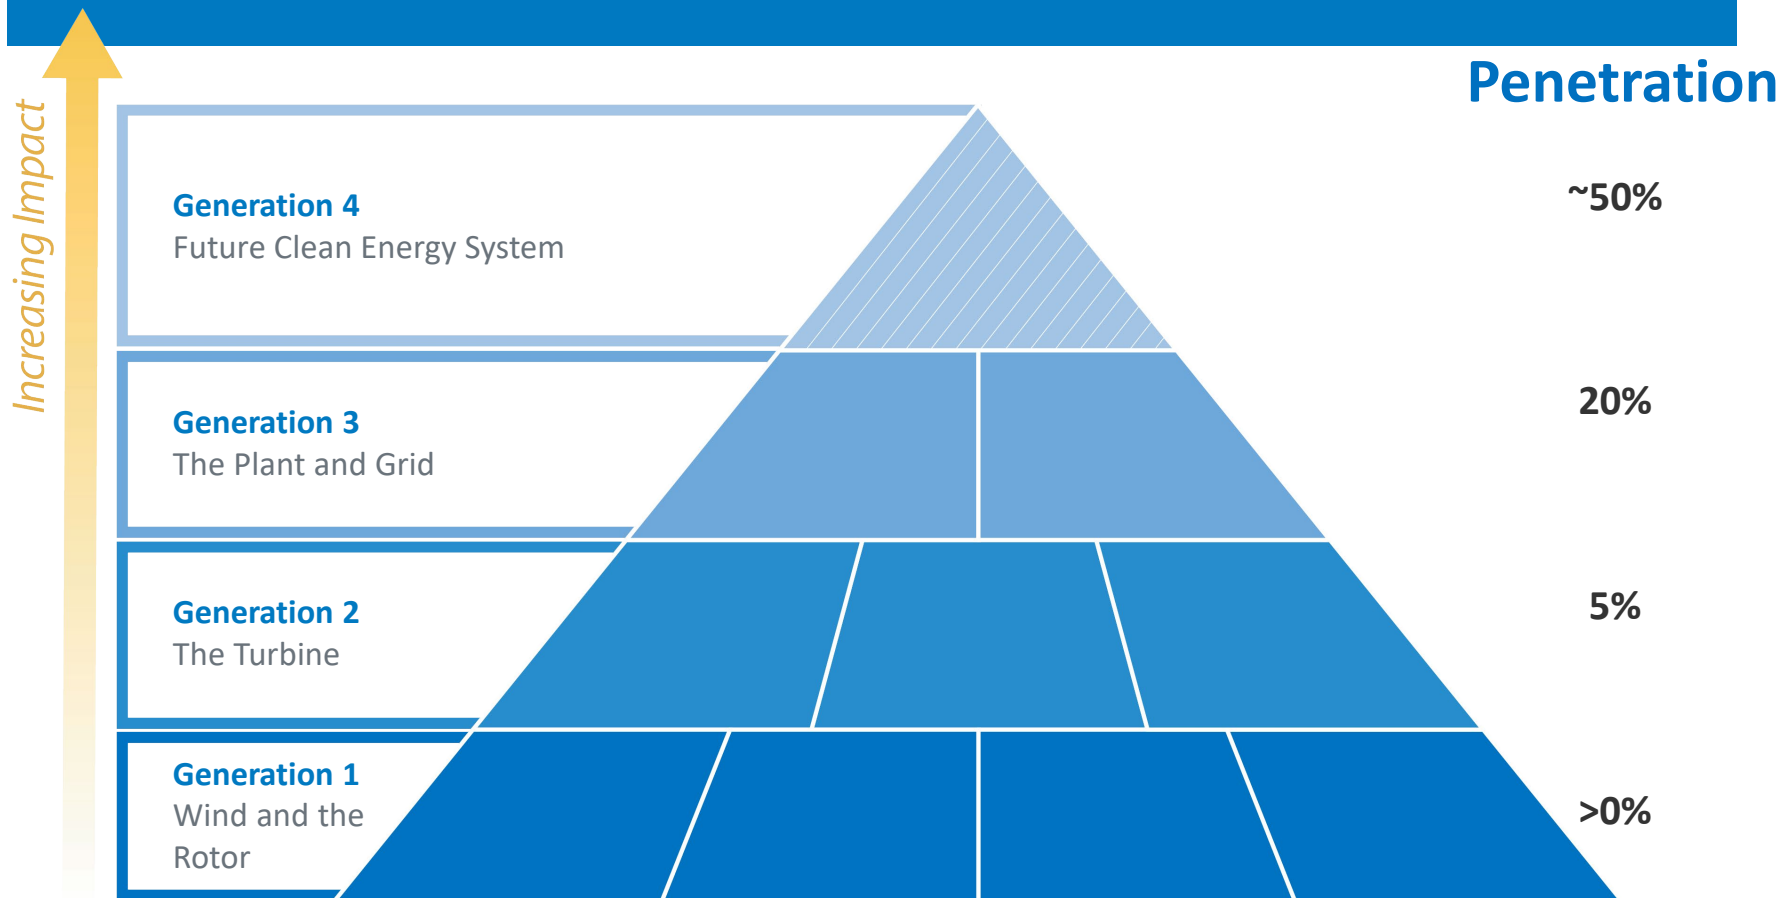 Penetration
Increasing Impact
Generation 4
Future Clean Energy System
~50%
Generation 3
The Plant and Grid
20%
Generation 2
The Turbine
5%
Generation 1
Wind and the
Rotor
>0%